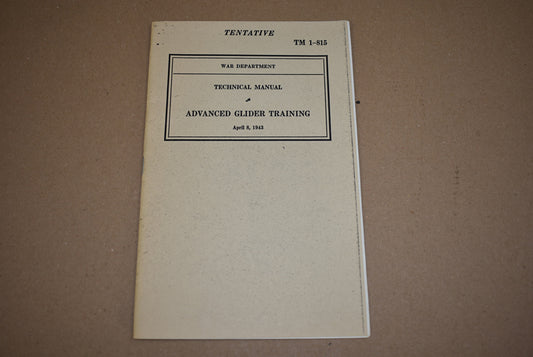 TENTATIVE
TM 1-815
WAR DEPARTMENT
TECHNICAL MANUAL
ADVANCED GLIDER TRAINING
April 8, 1943